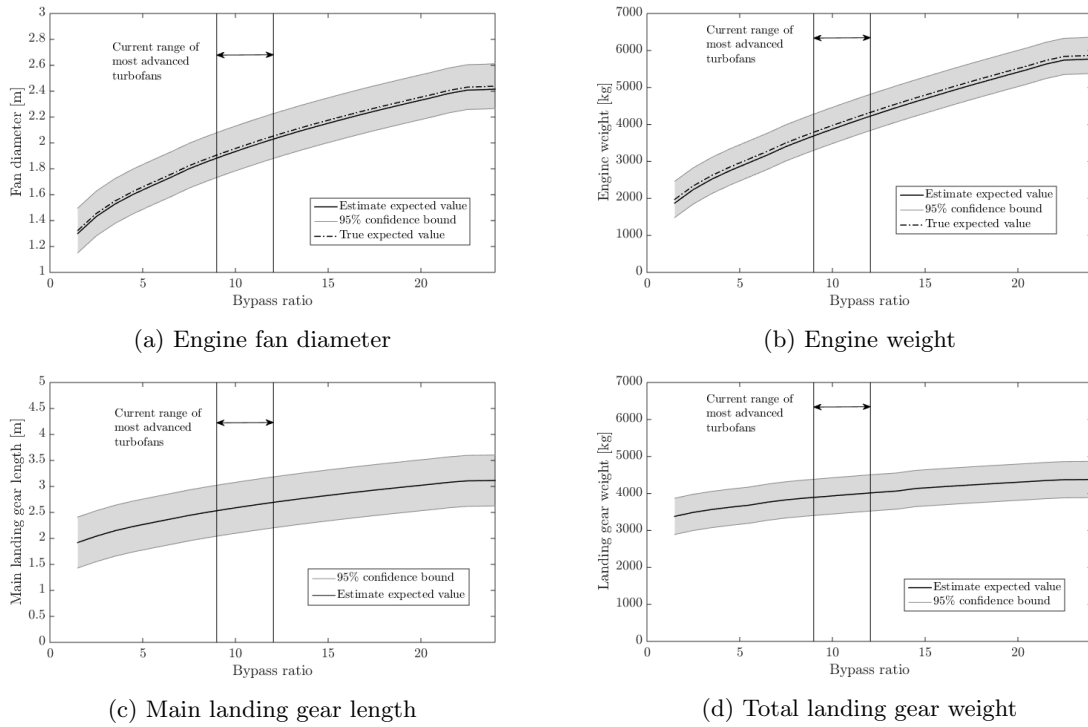 3
2.8
2.6
2.4
2.2
2
1.8
1.6
1.4
1.2
1
Fan diameter [m]
Current range of
most advanced
turbofans
Estimate expected value
95% confidence bound
True expected value
0 5 10 15 20
Bypass ratio
(a) Engine fan diameter
7000
6000
5000
4000
3000
2000
1000
0
Engine weight [kg]
Current range of
most advanced
turbofans
Estimate expected value
95% confidence bound
True expected value
0 5 10 15 20
Bypass ratio
(b) Engine weight
5
4.5
4
3.5
3
2.5
2
1.5
1
0.5
0
Main landing gear length [m]
Current range of
most advanced
turbofans
95% confidence bound
Estimate expected value
0 5 10 15 20
Bypass ratio
(c) Main landing gear length
7000
6000
5000
4000
3000
2000
1000
0
Landing gear weight [kg]
Current range of
most advanced
turbofans
Estimate expected value
95% confidence bound
0 5 10 15 20
Bypass ratio
(d) Total landing gear weight